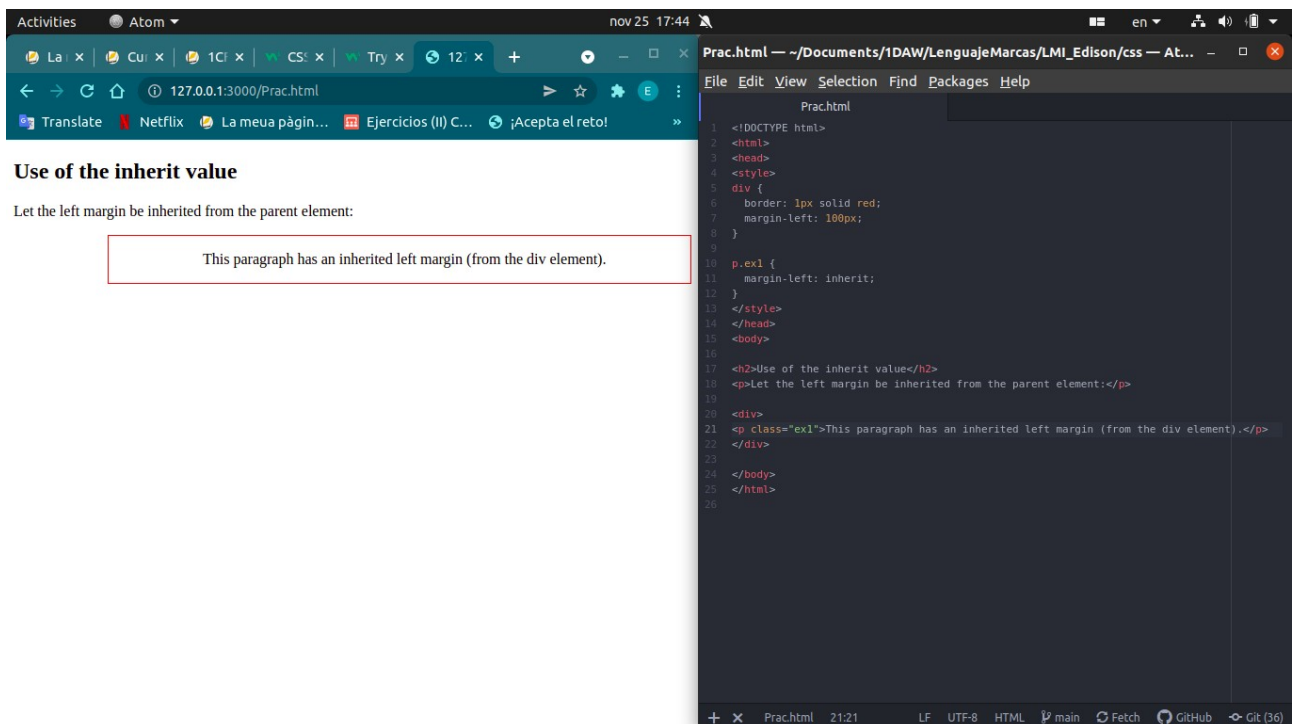 Activities Atom nov 25 17:44 en
La Cur 1CF CSS Try 127
127.0.0.1:3000/Prac.html E
Translate Netflix La meua pàgin... Ejercicios (II) C... ¡Acepta el reto! »
Use of the inherit value
Let the left margin be inherited from the parent element:
This paragraph has an inherited left margin (from the div element).
Prac.html — ~/Documents/1DAW/LenguajeMarcas/LMI_Edison/css — At...
File Edit View Selection Find Packages Help
Prac.html
1 <!DOCTYPE html>
2 <html>
3 <head>
4 <style>
5 div {
6 border: 1px solid red;
7 margin-left: 100px;
8 }
9
10 p.ex1 {
11 margin-left: inherit;
12 }
13 </style>
14 </head>
15 <body>
16
17 <h2>Use of the inherit value</h2>
18 <p>Let the left margin be inherited from the parent element:</p>
19
20 <div>
21 <p class="ex1">This paragraph has an inherited left margin (from the div element).</p>
22 </div>
23
24 </body>
25 </html>
26
Prac.html 21:21 LF UTF-8 HTML main Fetch GitHub Git (36)